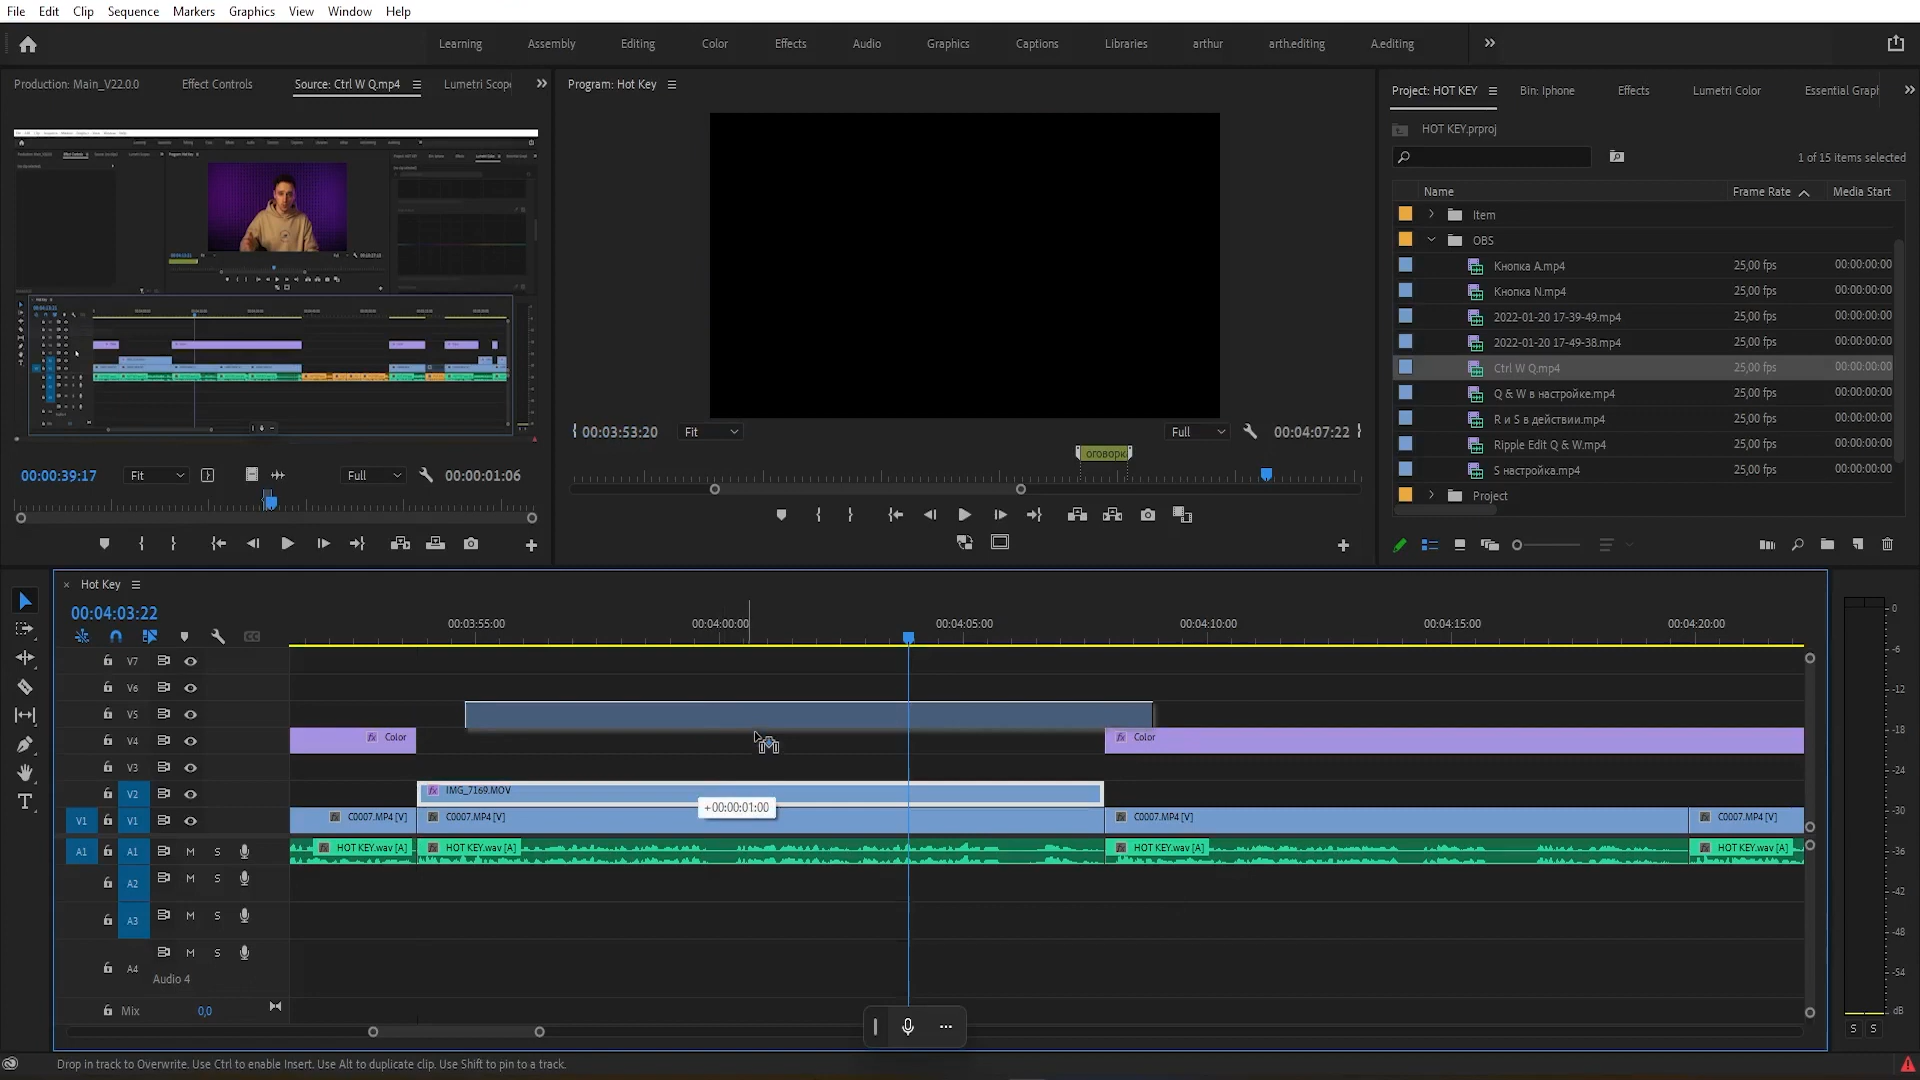 File Edit Clip Sequence Markers Graphics View Window Help
Learning Assembly Editing Color Effects Audio Graphics Captions Libraries arthur arth.editing A.editing
Production: Main_V22.0.0 Effect Controls Source: Ctrl W Q.mp4 Lumetri Scop
Program: Hot Key
Project: HOT KEY Bin: Iphone Effects Lumetri Color Essential Graph
HOT KEY.prproj
1 of 15 items selected
Name Frame Rate Media Start
Item
OBS
Кнопка A.mp4 25,00 fps 00:00:00:00
Кнопка N.mp4 25,00 fps 00:00:00:00
2022-01-20 17-39-49.mp4 25,00 fps 00:00:00:00
2022-01-20 17-49-38.mp4 25,00 fps 00:00:00:00
Ctrl W Q.mp4 25,00 fps 00:00:00:00
Q & W в настройке.mp4 25,00 fps 00:00:00:00
R и S в действии.mp4 25,00 fps 00:00:00:00
Ripple Edit Q & W.mp4 25,00 fps 00:00:00:00
S настройка.mp4 25,00 fps 00:00:00:00
Project
00:00:39:17 Fit Full 00:00:01:06
00:03:53:20 Fit Full 00:04:07:22
оговорк
Hot Key
00:04:03:22
00:03:55:00 00:04:00:00 00:04:05:00 00:04:10:00 00:04:15:00 00:04:20:00
V7
V6
V5
V4 Color Color
V3
V2 IMG_7169.MOV
+00:00:01:00
V1 V1 C0007.MP4 [V] C0007.MP4 [V] C0007.MP4 [V] C0007.MP4 [V]
A1 A1 M S HOT KEY.wav [A] HOT KEY.wav [A] HOT KEY.wav [A] HOT KEY.wav [A]
A2 M S
A3 M S
A4 M S
Audio 4
Mix 0,0
0
-6
-12
-18
-24
-30
-36
-42
-48
-54
dB
S S
Drop in track to Overwrite. Use Ctrl to enable Insert. Use Alt to duplicate clip. Use Shift to pin to a track.